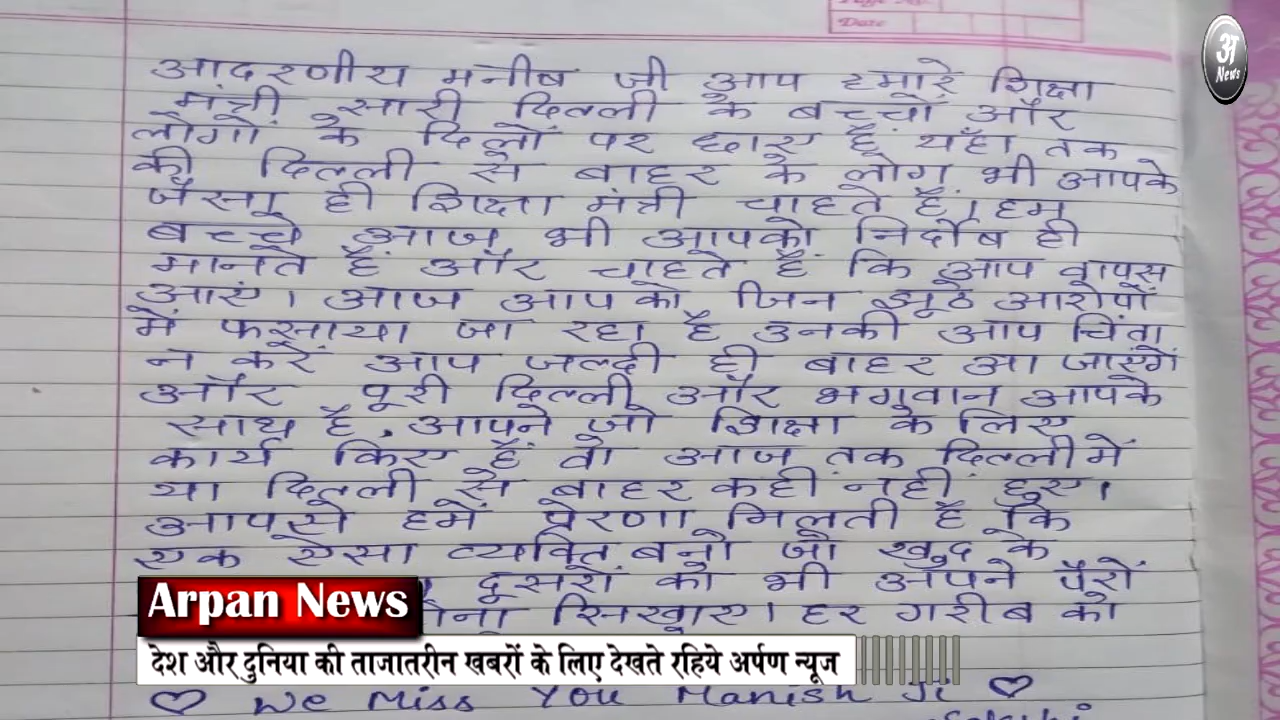 Date
अ
News
आदरणीय मनीष जी आप हमारे शिक्षा
मंत्री सारी दिल्ली के बच्चों और
लोगों के दिलों पर छाए हैं यहाँ तक
की दिल्ली से बाहर के लोग भी आपके
जैसा ही शिक्षा मंत्री चाहते हैं। हम
बच्चे आज भी आपको निर्दोष ही
मानते हैं और चाहते हैं कि आप वापस
आएं। आज आप को जिन झूठे आरोपों
में फसाया जा रहा है उनकी आप चिंता
न करें आप जल्दी ही बाहर आ जाएंगें
और पूरी दिल्ली और भगवान आपके
साथ है, आपने जो शिक्षा के लिए
कार्य किए हैं वो आज तक दिल्ली में
या दिल्ली से बाहर कहीं नहीं हुए।
आपसे हमें प्रेरणा मिलती है कि
एक ऐसा व्यक्ति बनो जो खुद के
दूसरों को भी अपने पैरों
सिखाए। हर गरीब को
Arpan News
देश और दुनिया की ताजातरीन खबरों के लिए देखते रहिये अर्पण न्यूज
♡ We Miss You Manish Ji ♡